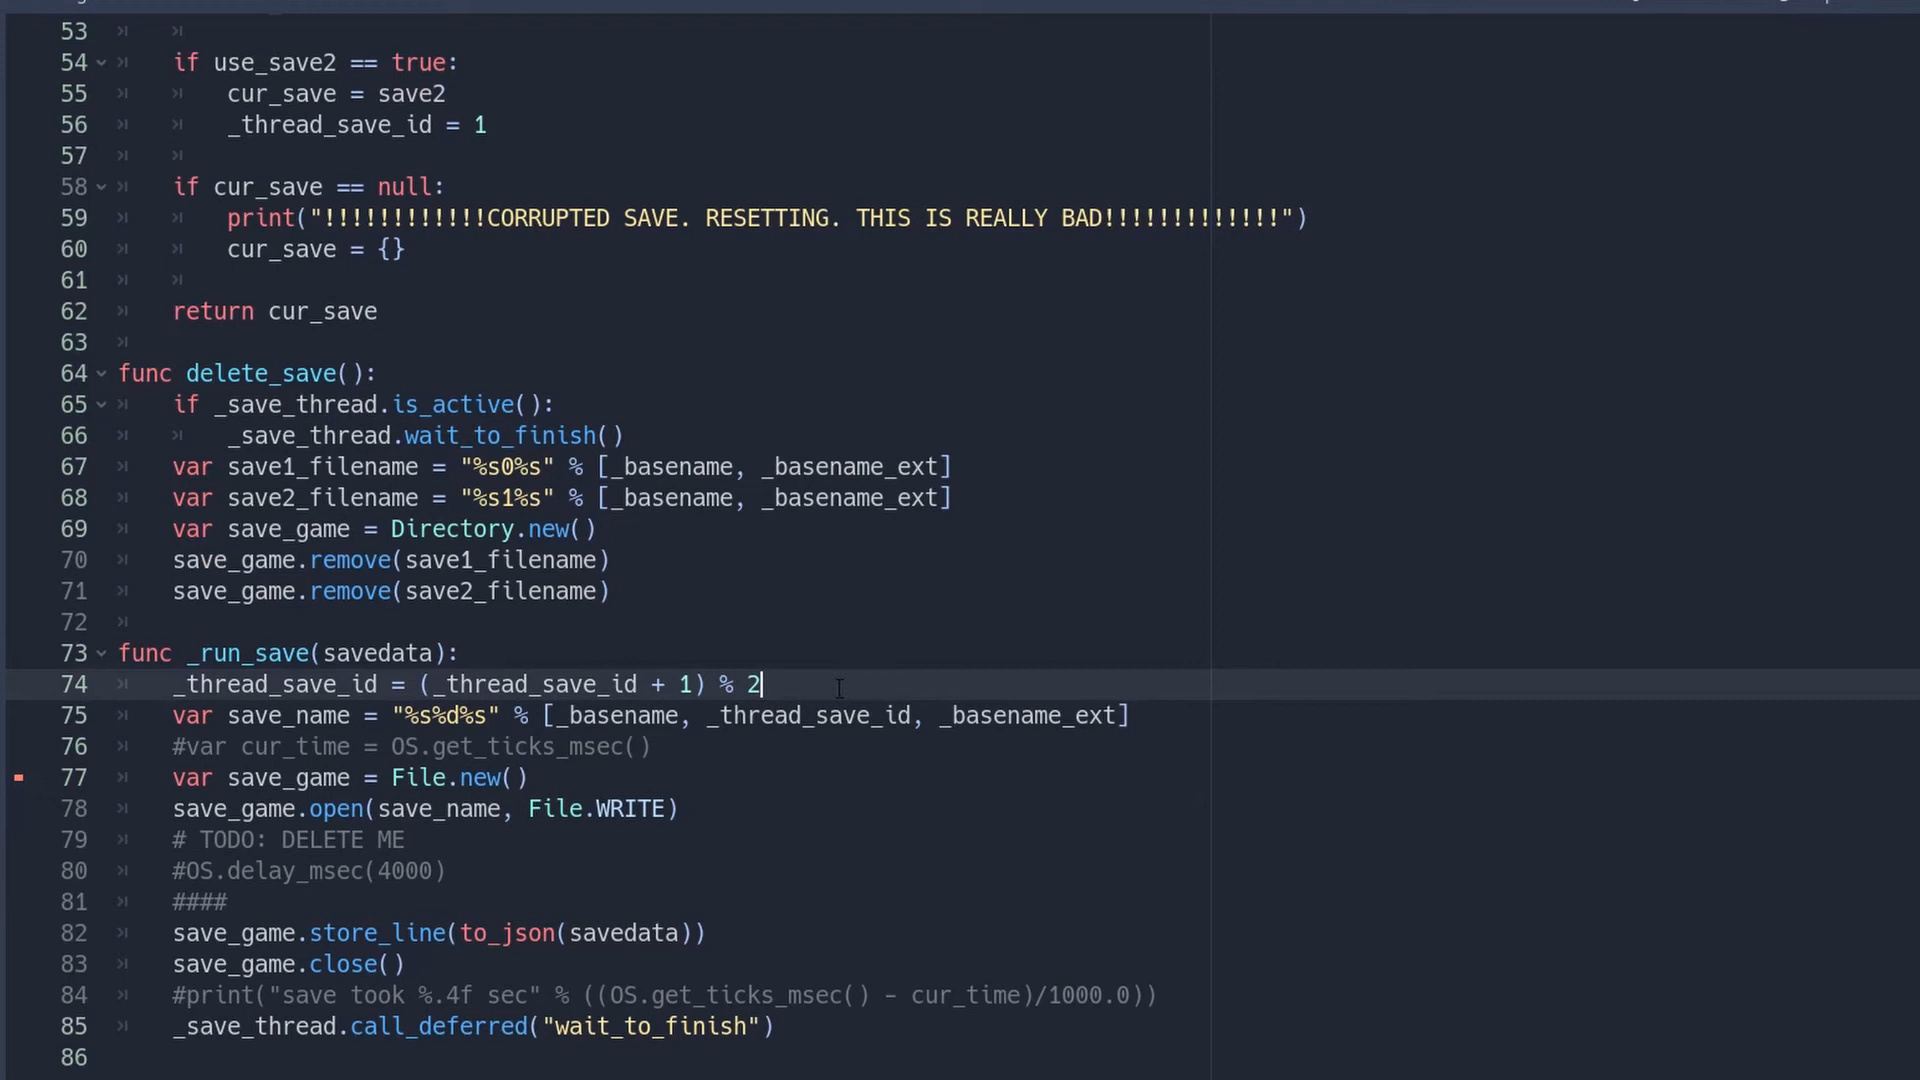 53
54 if use_save2 == true:
55 cur_save = save2
56 _thread_save_id = 1
57
58 if cur_save == null:
59 print("!!!!!!!!!!!!CORRUPTED SAVE. RESETTING. THIS IS REALLY BAD!!!!!!!!!!!!!")
60 cur_save = {}
61
62 return cur_save
63
64 func delete_save():
65 if _save_thread.is_active():
66 _save_thread.wait_to_finish()
67 var save1_filename = "%s0%s" % [_basename, _basename_ext]
68 var save2_filename = "%s1%s" % [_basename, _basename_ext]
69 var save_game = Directory.new()
70 save_game.remove(save1_filename)
71 save_game.remove(save2_filename)
72
73 func _run_save(savedata):
74 _thread_save_id = (_thread_save_id + 1) % 2
75 var save_name = "%s%d%s" % [_basename, _thread_save_id, _basename_ext]
76 #var cur_time = OS.get_ticks_msec()
77 var save_game = File.new()
78 save_game.open(save_name, File.WRITE)
79 # TODO: DELETE ME
80 #OS.delay_msec(4000)
81 ####
82 save_game.store_line(to_json(savedata))
83 save_game.close()
84 #print("save took %.4f sec" % ((OS.get_ticks_msec() - cur_time)/1000.0))
85 _save_thread.call_deferred("wait_to_finish")
86